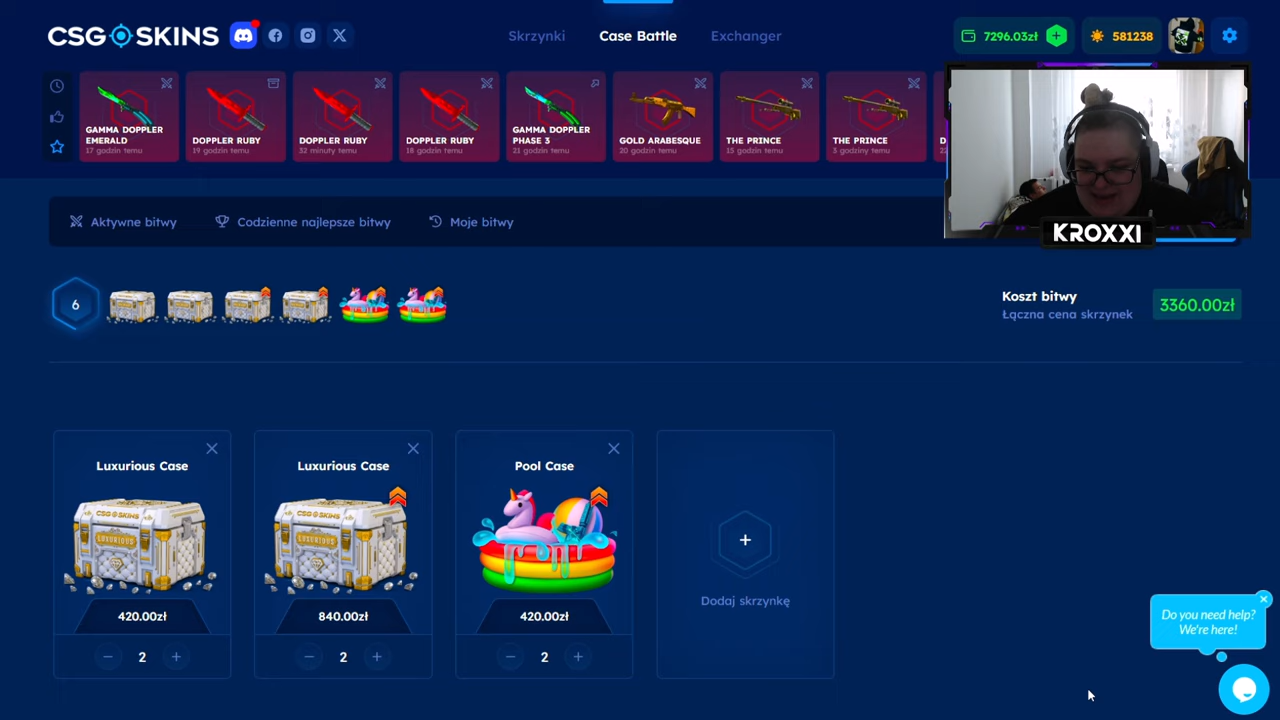 CSG SKINS
Skrzynki
Case Battle
Exchanger
7296.03zł
581238
GAMMA DOPPLER
EMERALD
17 godzin temu
DOPPLER RUBY
19 godzin temu
DOPPLER RUBY
32 minuty temu
DOPPLER RUBY
18 godzin temu
GAMMA DOPPLER
PHASE 3
21 godzin temu
GOLD ARABESQUE
20 godzin temu
THE PRINCE
15 godzin temu
THE PRINCE
3 godziny temu
KROXXI
Aktywne bitwy
Codzienne najlepsze bitwy
Moje bitwy
6
Koszt bitwy
Łączna cena skrzynek
3360.00zł
Luxurious Case
CSG SKINS
LUXURIOUS
420.00zł
2
Luxurious Case
CSG SKINS
LUXURIOUS
840.00zł
2
Pool Case
420.00zł
2
Dodaj skrzynkę
Do you need help?
We're here!